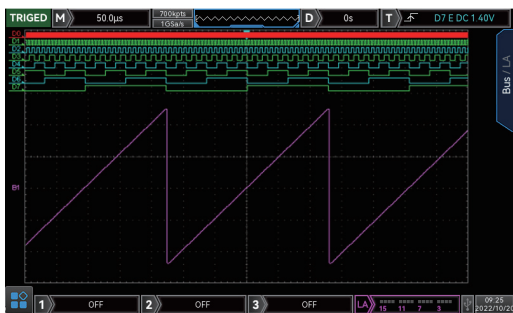 TRIGED M 50.0μs 700kpts 1GSa/s D 0s T D7 E DC 1.40V
D0
D1
D2
D3
D4
D5
D6
D7
Bus / LA
B1
1 OFF 2 OFF 3 OFF LA 15 11 7 3 09:25
2022/10/20